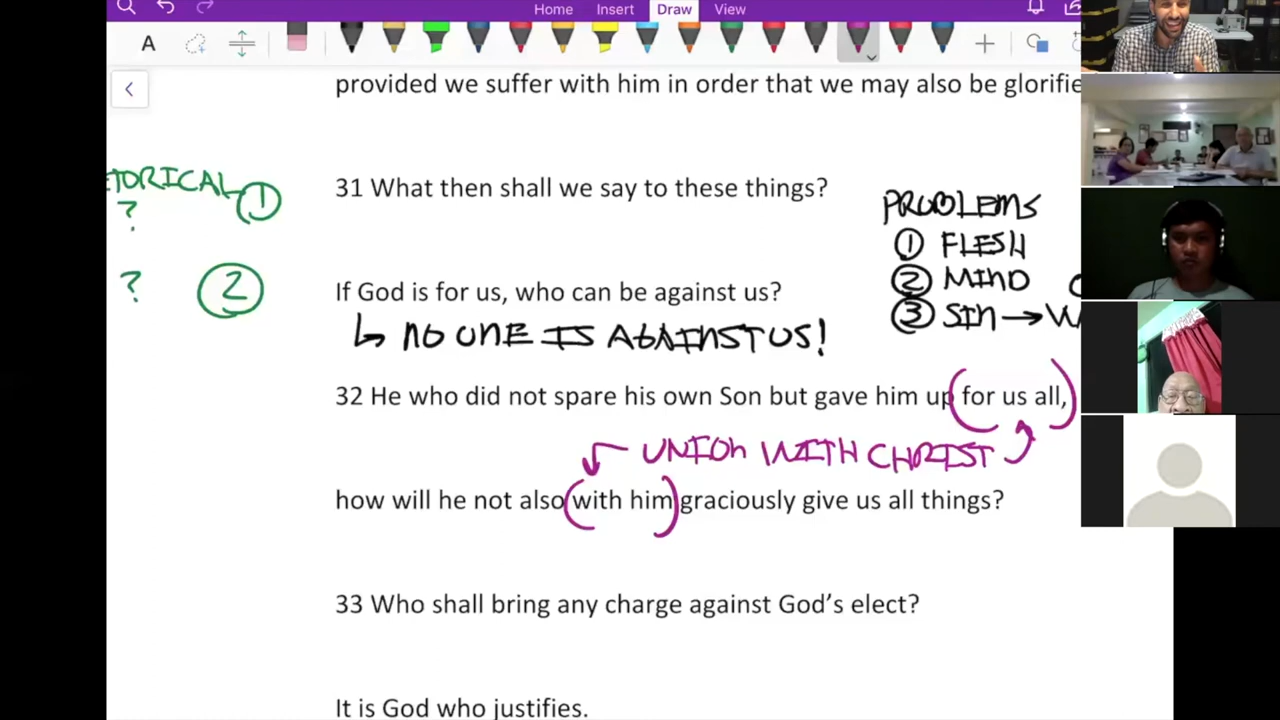 Home Insert Draw View
A
provided we suffer with him in order that we may also be glorifie
TORICAL ①
?
31 What then shall we say to these things?
PROBLEMS
① FLESH
② MIND
③ SIN →
? ②
If God is for us, who can be against us?
↳ NO ONE IS AGAINST US!
32 He who did not spare his own Son but gave him up (for us all,)
UNION WITH CHRIST
how will he not also (with him) graciously give us all things?
33 Who shall bring any charge against God’s elect?
It is God who justifies.